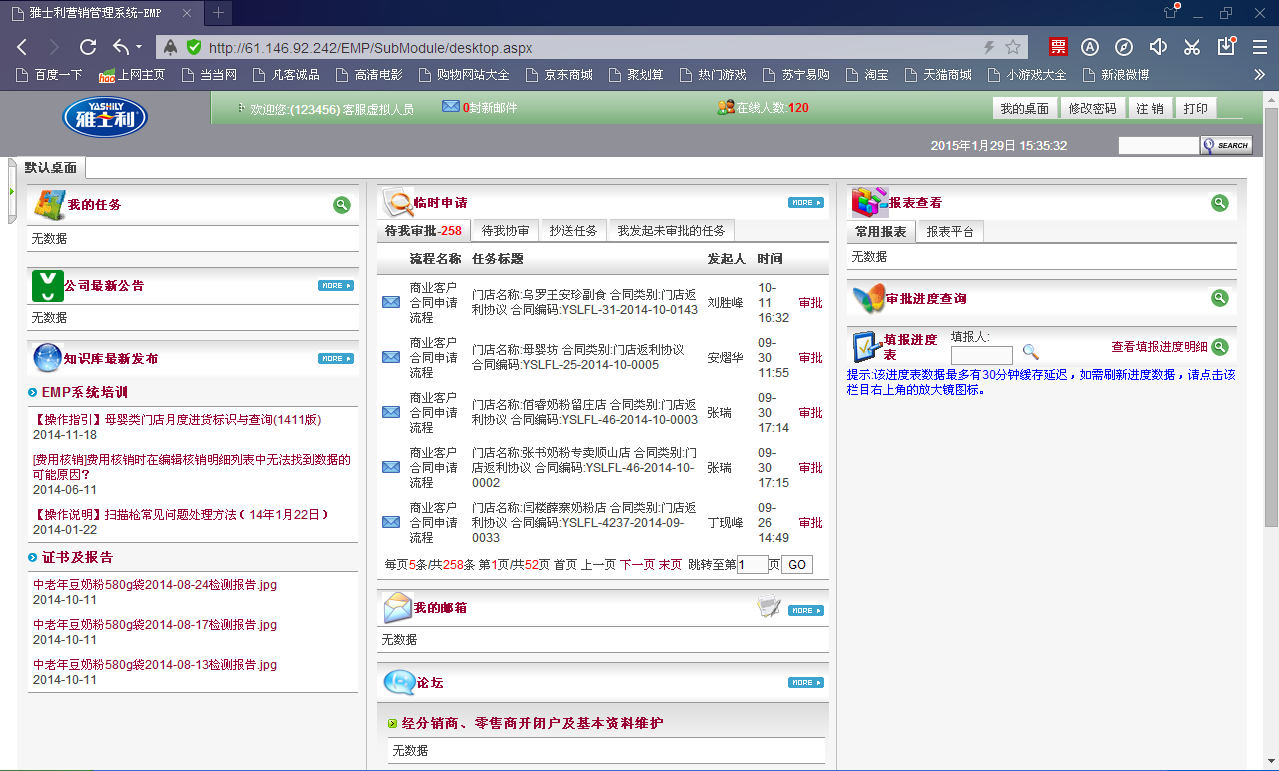 雅士利营销管理系统-EMP
http://61.146.92.242/EMP/SubModule/desktop.aspx
票
百度一下 hao 上网主页 当当网 凡客诚品 高清电影 购物网站大全 京东商城 聚划算 热门游戏 苏宁易购 淘宝 天猫商城 小游戏大全 新浪微博
YASHILY
雅士利
欢迎您:(123456) 客服虚拟人员 0封新邮件 在线人数:120 我的桌面 修改密码 注 销 打印
2015年1月29日 15:35:32 SEARCH
默认桌面
我的任务
无数据
公司最新公告 MORE
无数据
知识库最新发布 MORE
EMP系统培训
【操作指引】母婴类门店月度进货标识与查询(1411版)
2014-11-18
[费用核销]费用核销时在编辑核销明细列表中无法找到数据的
可能原因?
2014-06-11
【操作说明】扫描枪常见问题处理方法（14年1月22日）
2014-01-22
证书及报告
中老年豆奶粉580g袋2014-08-24检测报告.jpg
2014-10-11
中老年豆奶粉580g袋2014-08-17检测报告.jpg
2014-10-11
中老年豆奶粉580g袋2014-08-13检测报告.jpg
2014-10-11
临时申请 MORE
待我审批-258 待我协审 抄送任务 我发起未审批的任务
流程名称 任务标题 发起人 时间
商业客户
合同申请
流程
门店名称:乌罗王安珍副食 合同类别:门店返
利协议 合同编码:YSLFL-31-2014-10-0143
刘胜峰
10-
11
16:32
审批
商业客户
合同申请
流程
门店名称:母婴坊 合同类别:门店返利协议
合同编码:YSLFL-25-2014-10-0005
安熠华
09-
30
11:55
审批
商业客户
合同申请
流程
门店名称:佰睿奶粉留庄店 合同类别:门店返
利协议 合同编码:YSLFL-46-2014-10-0003
张瑞
09-
30
17:14
审批
商业客户
合同申请
流程
门店名称:张书奶粉专卖顺山店 合同类别:门
店返利协议 合同编码:YSLFL-46-2014-10-
0002
张瑞
09-
30
17:15
审批
商业客户
合同申请
流程
门店名称:闫楼薛寨奶粉店 合同类别:门店返
利协议 合同编码:YSLFL-4237-2014-09-
0033
丁现峰
09-
26
14:49
审批
每页5条/共258条 第1页/共52页 首页 上一页 下一页 末页 跳转至第1页GO
我的邮箱 MORE
无数据
论坛 MORE
经分销商、零售商开闭户及基本资料维护
无数据
报表查看
常用报表 报表平台
无数据
审批进度查询
填报进度
表
填报人:
查看填报进度明细
提示:该进度表数据最多有30分钟缓存延迟，如需刷新进度数据，请点击该
栏目右上角的放大镜图标。